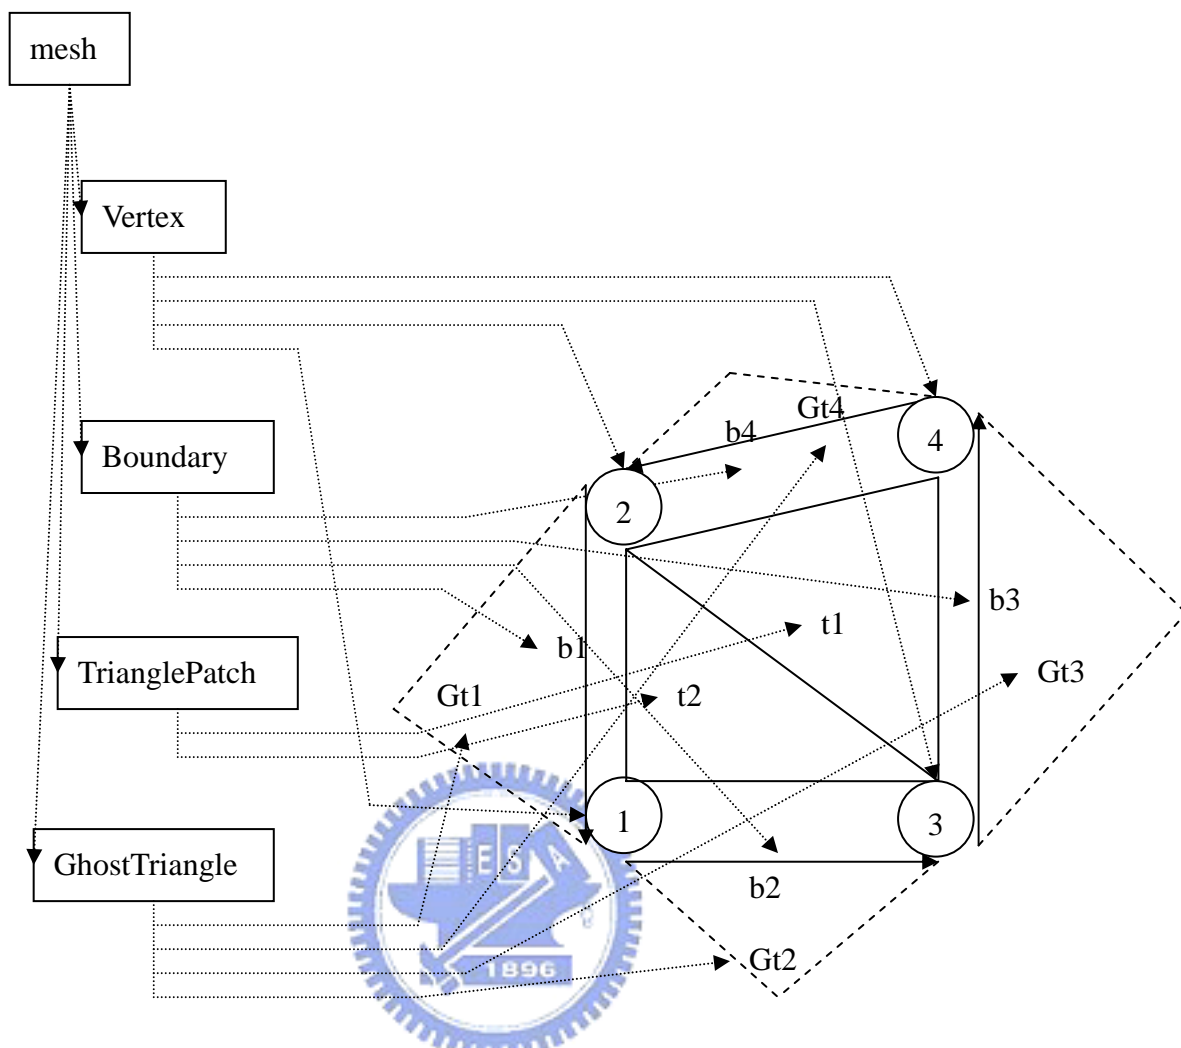 mesh
Vertex
Gt4
b4
4
Boundary
2
b3
t1
b1
TrianglePatch
Gt1
t2
Gt3
1
3
E S A
GhostTriangle
b2
Gt2
1896